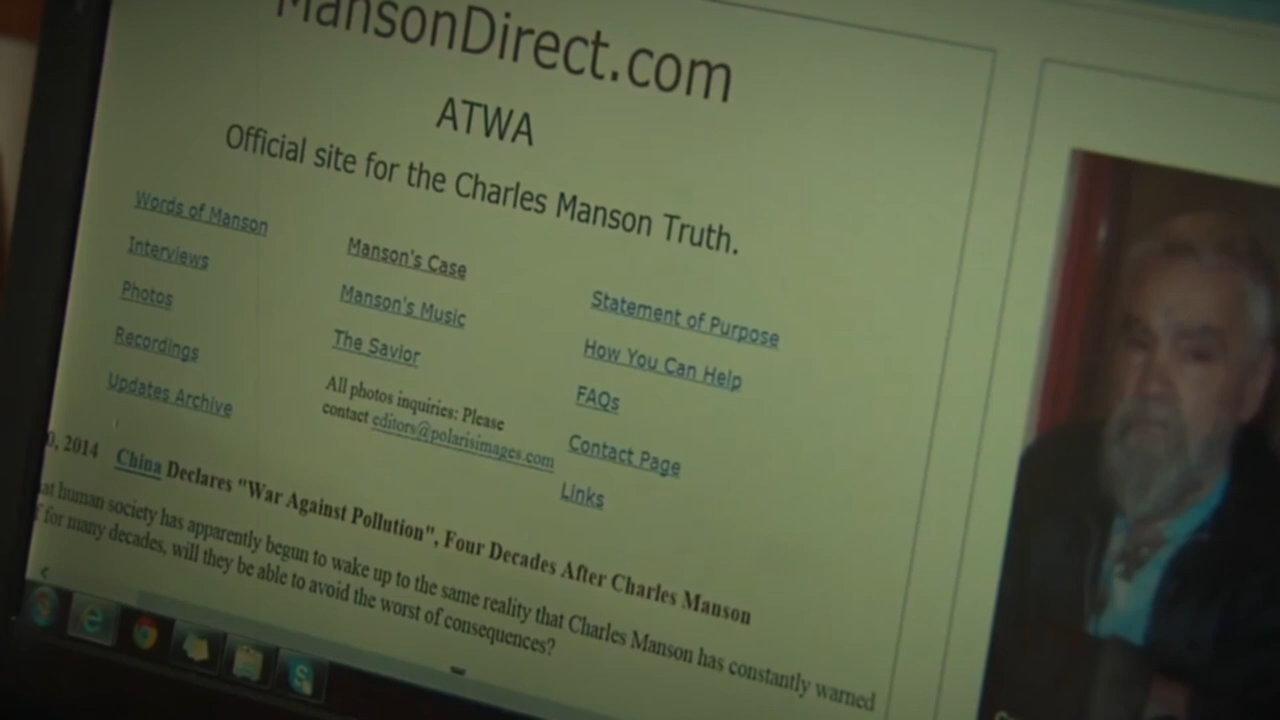 MansonDirect.com
ATWA
Official site for the Charles Manson Truth.
Words of Manson
Interviews
Photos
Recordings
Updates Archive
Manson's Case
Manson's Music
The Savior
All photos inquiries: Please
contact editors@polarisimages.com
Statement of Purpose
How You Can Help
FAQs
Contact Page
Links
0, 2014 China Declares "War Against Pollution", Four Decades After Charles Manson
at human society has apparently begun to wake up to the same reality that Charles Manson has constantly warned
f for many decades, will they be able to avoid the worst of consequences?